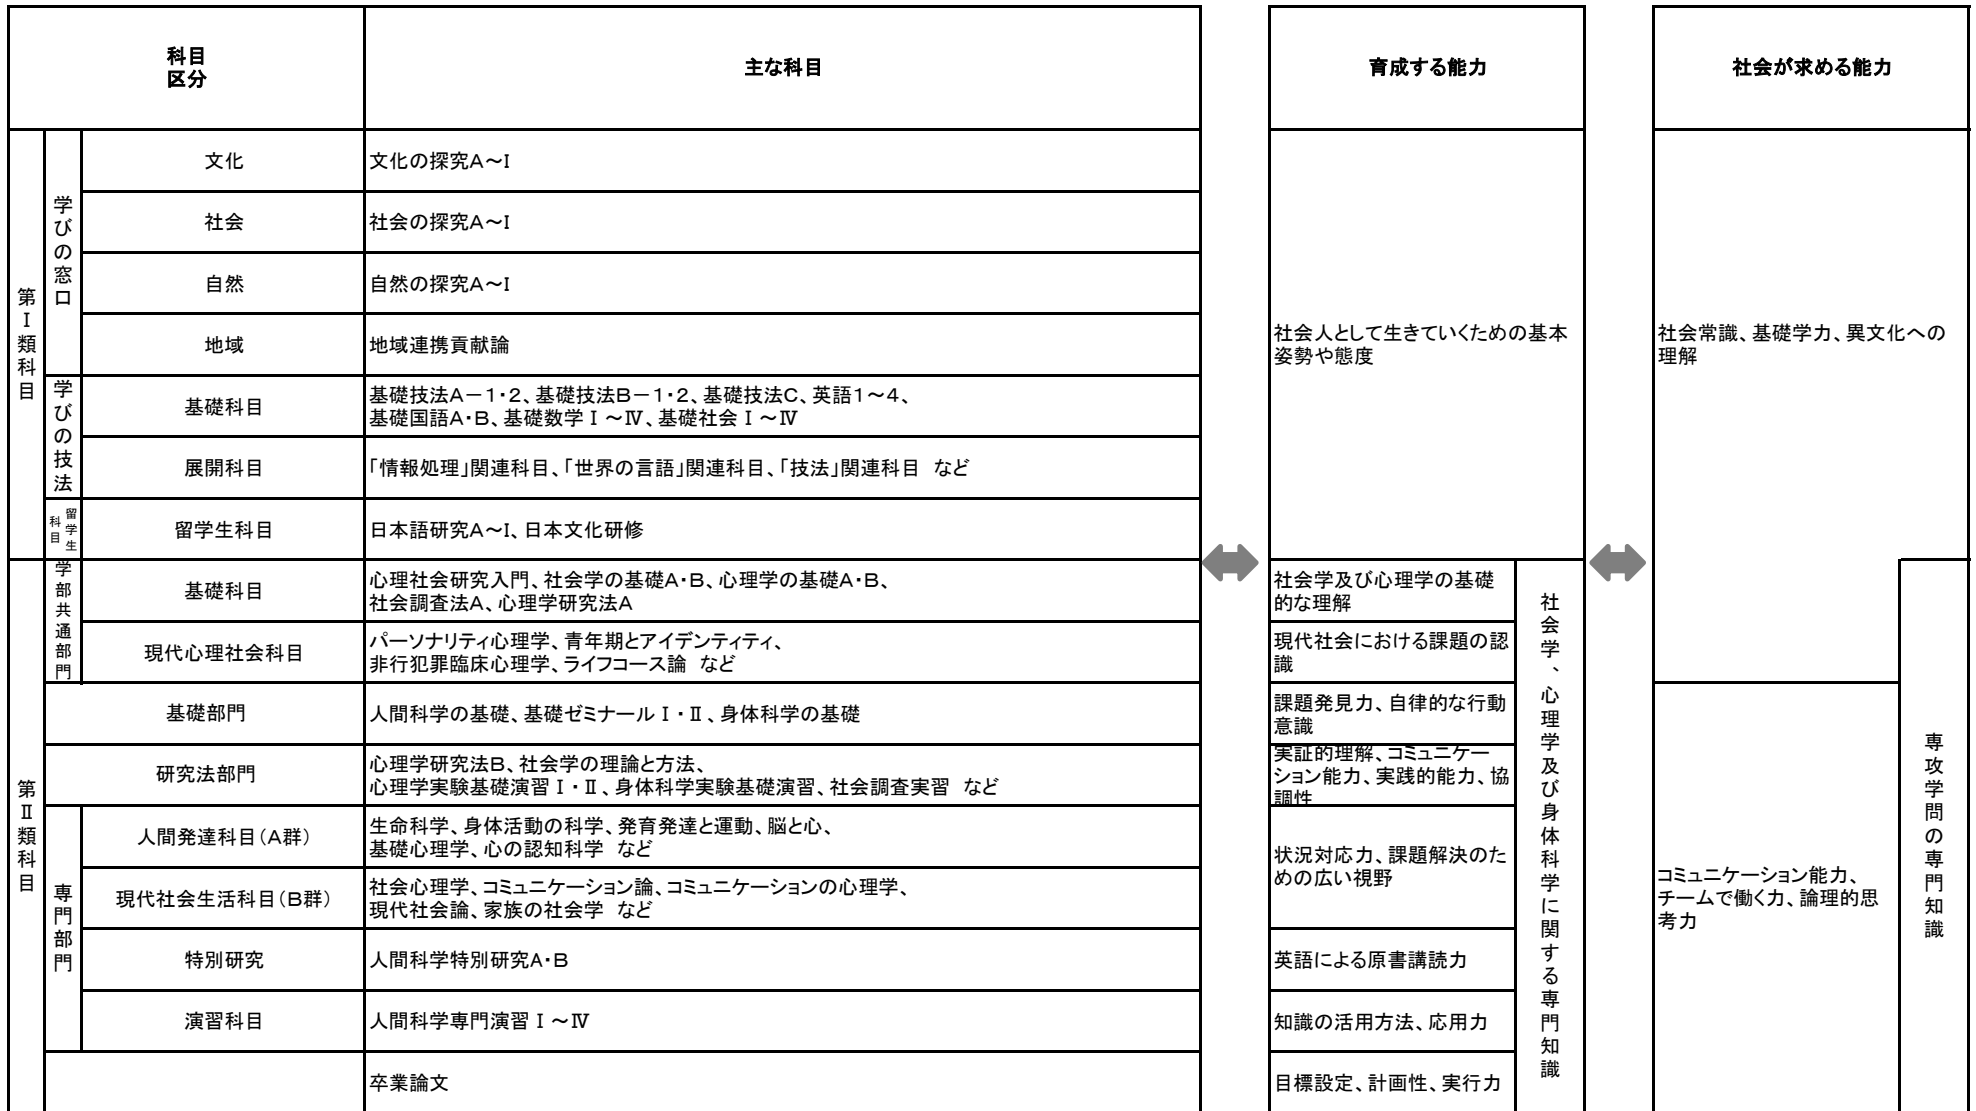 科目
区分
主な科目
育成する能力
社会が求める能力
第Ⅰ類科目
学びの窓口
文化
文化の探究A～I
社会
社会の探究A～I
自然
自然の探究A～I
地域
地域連携貢献論
学びの技法
基礎科目
基礎技法A－1・2、基礎技法B－1・2、基礎技法C、英語1～4、
基礎国語A・B、基礎数学Ⅰ～Ⅳ、基礎社会Ⅰ～Ⅳ
展開科目
「情報処理」関連科目、「世界の言語」関連科目、「技法」関連科目 など
留学生
科目
留学生科目
日本語研究A～I、日本文化研修
社会人として生きていくための基本
姿勢や態度
社会常識、基礎学力、異文化への
理解
第Ⅱ類科目
学部共通部門
基礎科目
心理社会研究入門、社会学の基礎A・B、心理学の基礎A・B、
社会調査法A、心理学研究法A
社会学及び心理学の基礎
的な理解
現代心理社会科目
パーソナリティ心理学、青年期とアイデンティティ、
非行犯罪臨床心理学、ライフコース論 など
現代社会における課題の認
識
基礎部門
人間科学の基礎、基礎ゼミナールⅠ・Ⅱ、身体科学の基礎
課題発見力、自律的な行動
意識
研究法部門
心理学研究法B、社会学の理論と方法、
心理学実験基礎演習Ⅰ・Ⅱ、身体科学実験基礎演習、社会調査実習 など
実証的理解、コミュニケー
ション能力、実践的能力、協
調性
専門部門
人間発達科目（A群）
生命科学、身体活動の科学、発育発達と運動、脳と心、
基礎心理学、心の認知科学 など
現代社会生活科目（B群）
社会心理学、コミュニケーション論、コミュニケーションの心理学、
現代社会論、家族の社会学 など
状況対応力、課題解決のた
めの広い視野
特別研究
人間科学特別研究A・B
英語による原書講読力
演習科目
人間科学専門演習Ⅰ～Ⅳ
知識の活用方法、応用力
卒業論文
目標設定、計画性、実行力
社会学、心理学及び身体科学に関する専門知識
コミュニケーション能力、
チームで働く力、論理的思
考力
専攻学問の専門知識